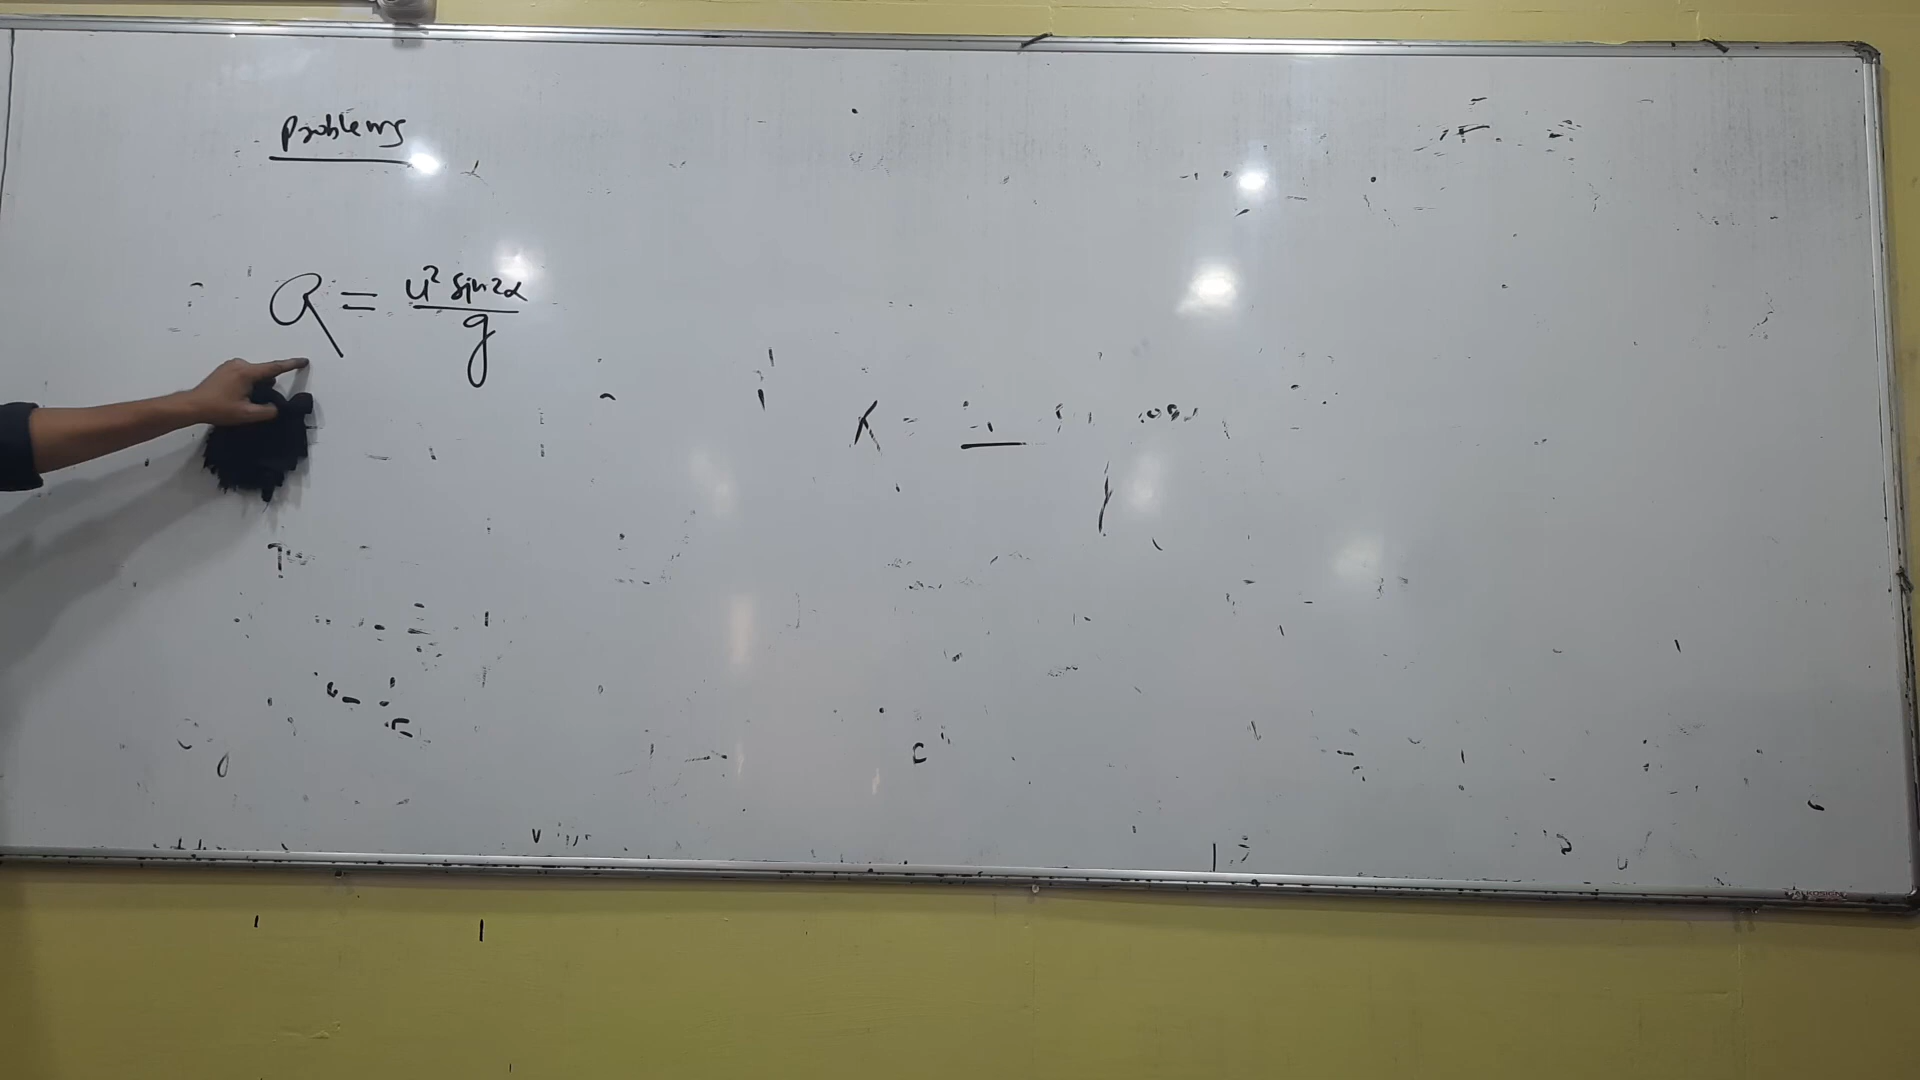 Problems
R = u² sin2α / g